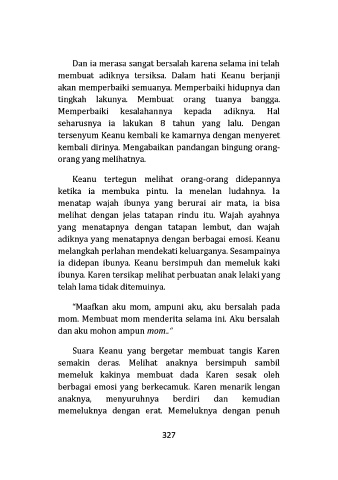 Dan ia merasa sangat bersalah karena selama ini telah
membuat adiknya tersiksa. Dalam hati Keanu berjanji
akan memperbaiki semuanya. Memperbaiki hidupnya dan
tingkah lakunya. Membuat orang tuanya bangga.
Memperbaiki kesalahannya kepada adiknya. Hal
seharusnya ia lakukan 8 tahun yang lalu. Dengan
tersenyum Keanu kembali ke kamarnya dengan menyeret
kembali dirinya. Mengabaikan pandangan bingung orang-
orang yang melihatnya.
Keanu tertegun melihat orang-orang didepannya
ketika ia membuka pintu. Ia menelan ludahnya. Ia
menatap wajah ibunya yang berurai air mata, ia bisa
melihat dengan jelas tatapan rindu itu. Wajah ayahnya
yang menatapnya dengan tatapan lembut, dan wajah
adiknya yang menatapnya dengan berbagai emosi. Keanu
melangkah perlahan mendekati keluarganya. Sesampainya
ia didepan ibunya. Keanu bersimpuh dan memeluk kaki
ibunya. Karen tersikap melihat perbuatan anak lelaki yang
telah lama tidak ditemuinya.
“Maafkan aku mom, ampuni aku, aku bersalah pada
mom. Membuat mom menderita selama ini. Aku bersalah
dan aku mohon ampun mom..”
Suara Keanu yang bergetar membuat tangis Karen
semakin deras. Melihat anaknya bersimpuh sambil
memeluk kakinya membuat dada Karen sesak oleh
berbagai emosi yang berkecamuk. Karen menarik lengan
anaknya, menyuruhnya berdiri dan kemudian
memeluknya dengan erat. Memeluknya dengan penuh
327